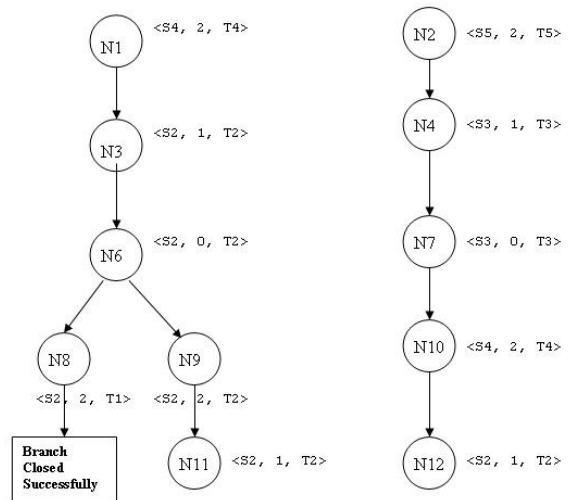 N1 <S4, 2, T4>
N2 <S5, 2, T5>
N3 <S2, 1, T2>
N4 <S3, 1, T3>
N6 <S2, 0, T2>
N7 <S3, 0, T3>
N8 <S2, 2, T1>
N9 <S2, 2, T2>
N10 <S4, 2, T4>
Branch
Closed
Successfully
N11 <S2, 1, T2>
N12 <S2, 1, T2>